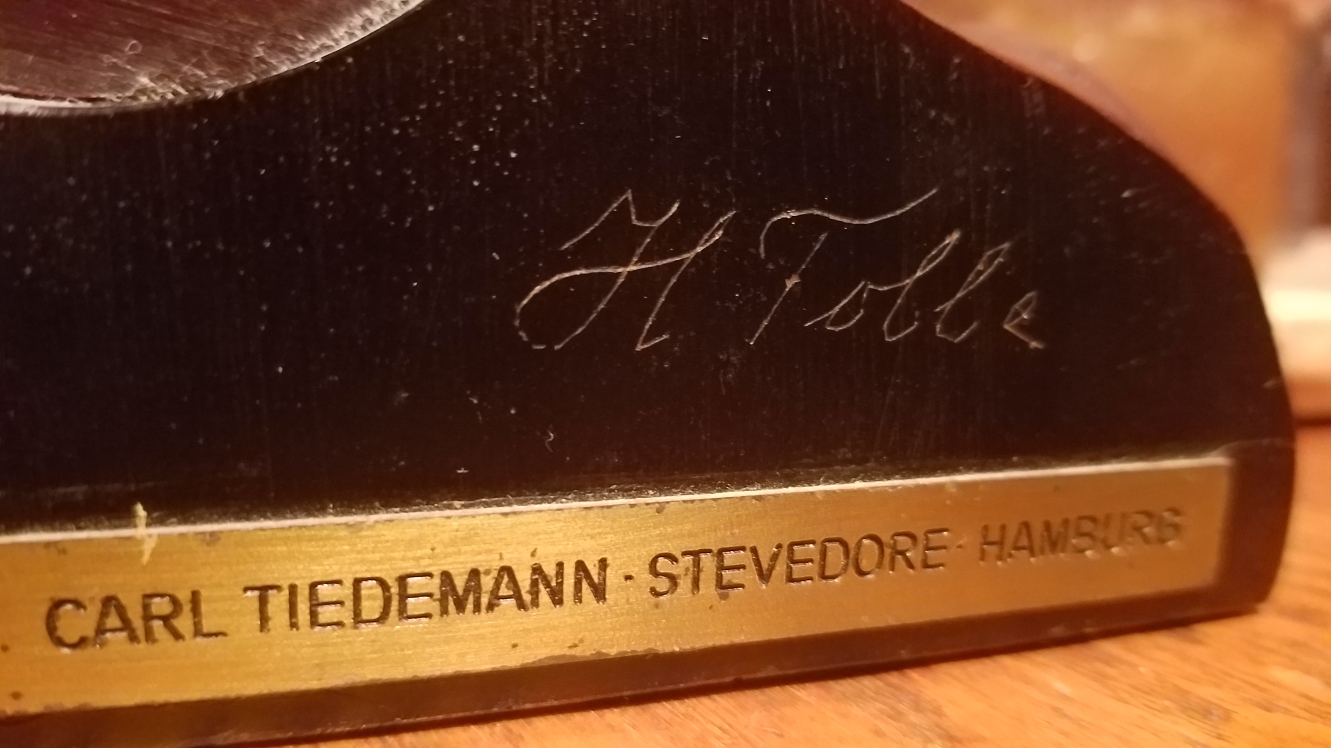 H Tolle
CARL TIEDEMANN · STEVEDORE · HAMBURG